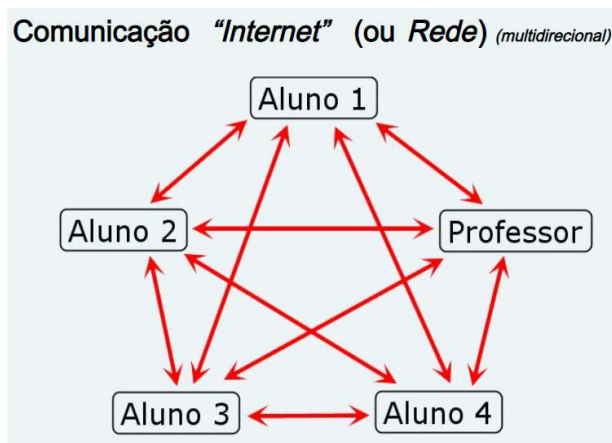 Comunicação “Internet” (ou Rede) (multidirecional)
Aluno 1
Aluno 2
Professor
Aluno 3
Aluno 4